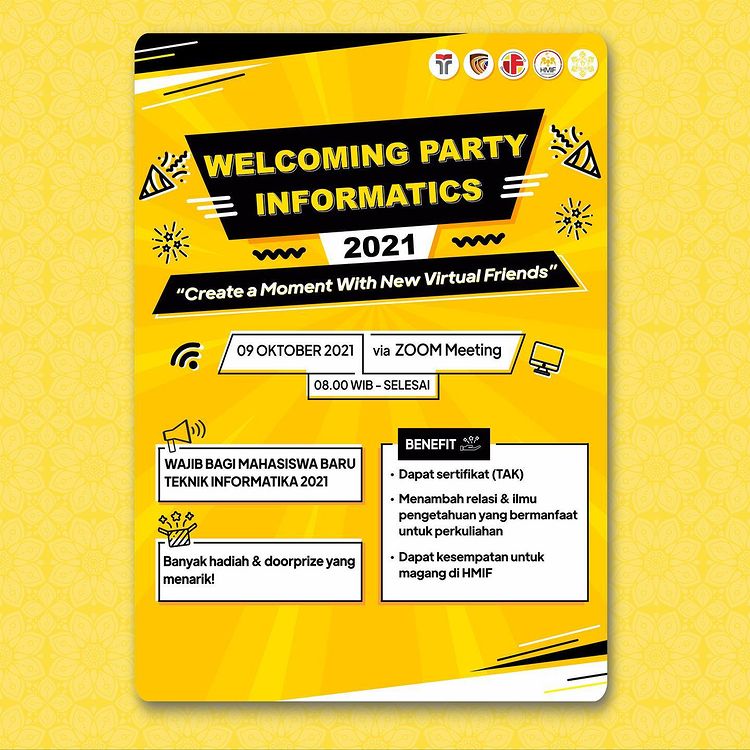 HMIF
WELCOMING PARTY
INFORMATICS
2021
“Create a Moment With New Virtual Friends”
09 OKTOBER 2021
via ZOOM Meeting
08.00 WIB - SELESAI
WAJIB BAGI MAHASISWA BARU
TEKNIK INFORMATIKA 2021
Banyak hadiah & doorprize yang
menarik!
BENEFIT
• Dapat sertifikat (TAK)
• Menambah relasi & ilmu
pengetahuan yang bermanfaat
untuk perkuliahan
• Dapat kesempatan untuk
magang di HMIF